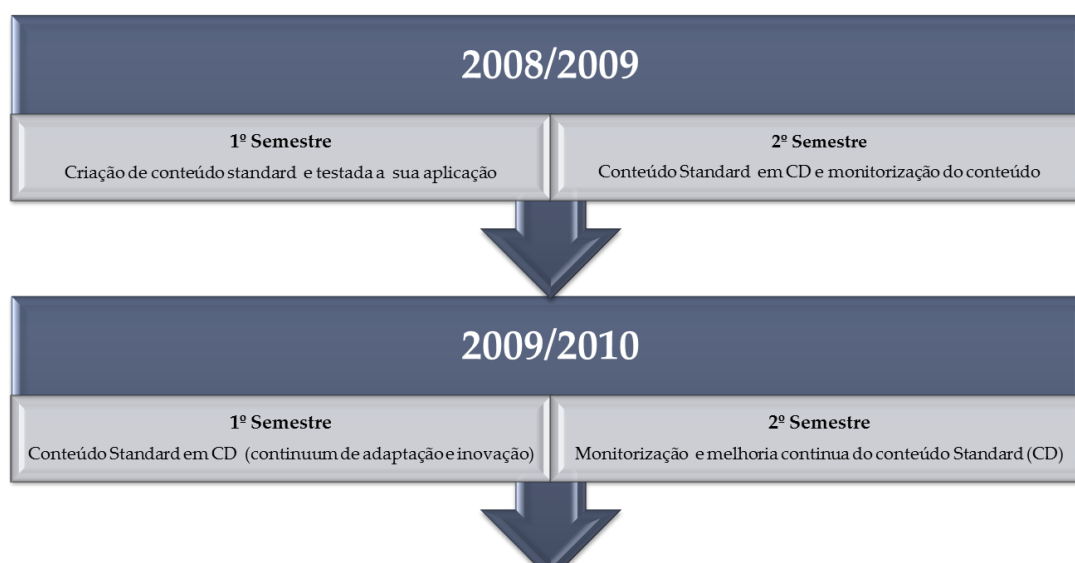 2008/2009
1º Semestre
Criação de conteúdo standard e testada a sua aplicação
2º Semestre
Conteúdo Standard em CD e monitorização do conteúdo
2009/2010
1º Semestre
Conteúdo Standard em CD (continuum de adaptação e inovação)
2º Semestre
Monitorização e melhoria continua do conteúdo Standard (CD)